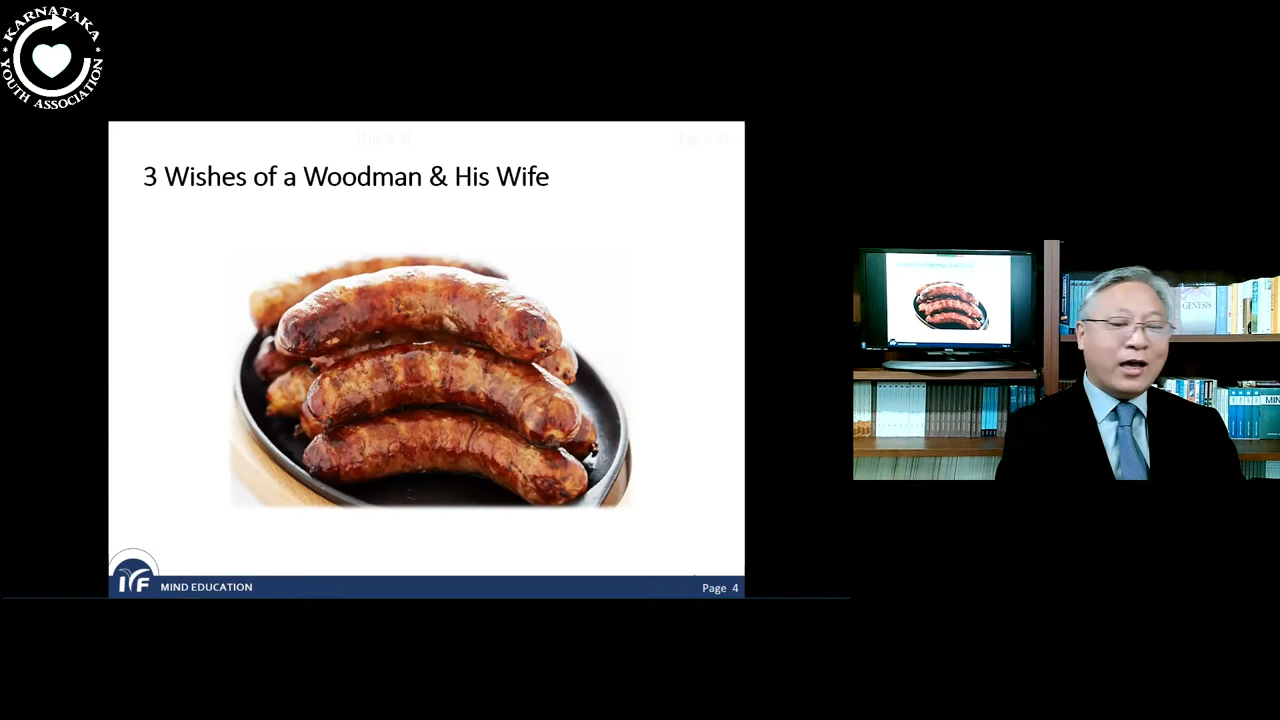 KARNATAKA
YOUTH ASSOCIATION
3 Wishes of a Woodman & His Wife
GENESIS
IYF
MIND EDUCATION
Page 4